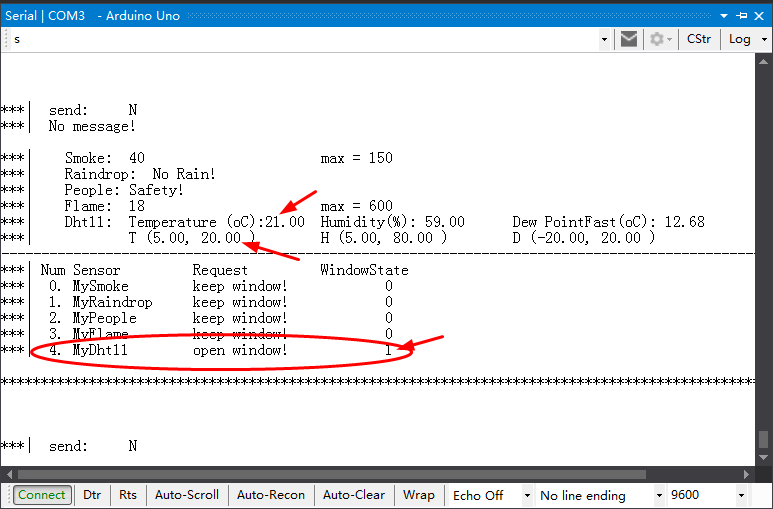 Serial | COM3 - Arduino Uno
s CStr Log
*** | send: N
*** | No message!
*** | Smoke: 40 max = 150
*** | Raindrop: No Rain!
*** | People: Safety!
*** | Flame: 18 max = 600
*** | Dht11: Temperature (oC):21.00 Humidity(%): 59.00 Dew PointFast(oC): 12.68
*** | T (5.00, 20.00 ) H (5.00, 80.00 ) D (-20.00, 20.00 )
*** | Num Sensor Request WindowState
*** | 0. MySmoke keep window! 0
*** | 1. MyRaindrop keep window! 0
*** | 2. MyPeople keep window! 0
*** | 3. MyFlame keep window! 0
*** | 4. MyDht11 open window! 1
***********************************************************************************************
*** | send: N
Connect Dtr Rts Auto-Scroll Auto-Recon Auto-Clear Wrap Echo Off No line ending 9600